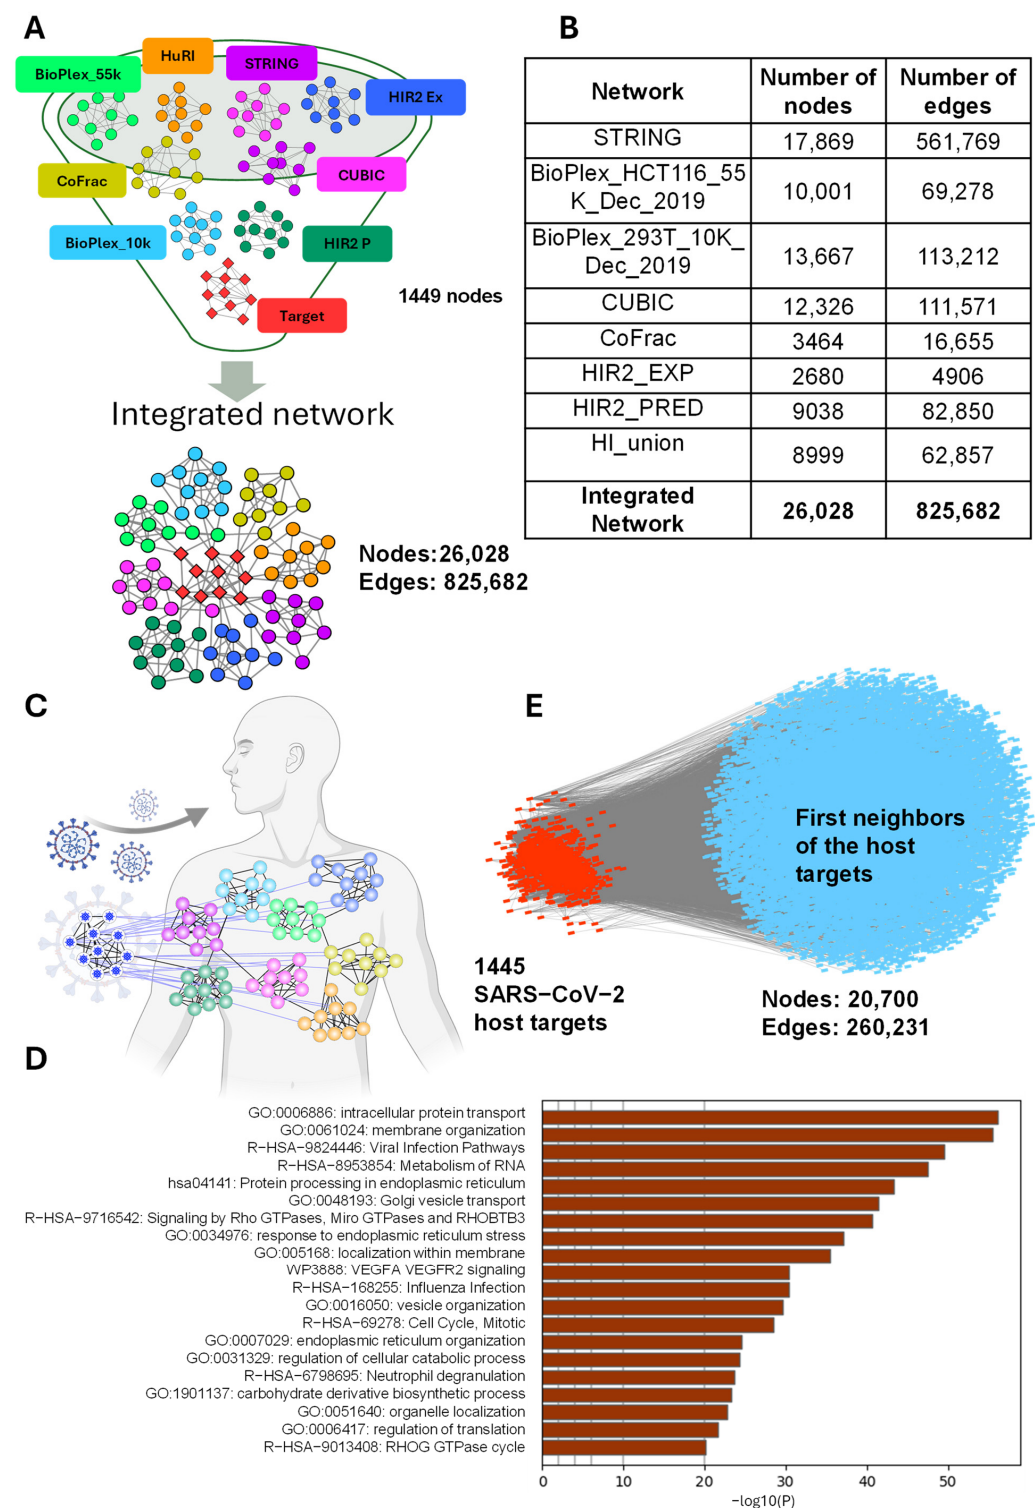 A
BioPlex_55k
HuRI
STRING
HIR2 Ex
CoFrac
CUBIC
BioPlex_10k
HIR2 P
Target
1449 nodes
Integrated network
Nodes:26,028
Edges: 825,682
B
Network
Number of nodes
Number of edges
STRING
17,869
561,769
BioPlex_HCT116_55
K_Dec_2019
10,001
69,278
BioPlex_293T_10K_
Dec_2019
13,667
113,212
CUBIC
12,326
111,571
CoFrac
3464
16,655
HIR2_EXP
2680
4906
HIR2_PRED
9038
82,850
HI_union
8999
62,857
Integrated
Network
26,028
825,682
C
E
First neighbors
of the host
targets
1445
SARS−CoV−2
host targets
Nodes: 20,700
Edges: 260,231
D
GO:0006886: intracellular protein transport
GO:0061024: membrane organization
R−HSA−9824446: Viral Infection Pathways
R−HSA−8953854: Metabolism of RNA
hsa04141: Protein processing in endoplasmic reticulum
GO:0048193: Golgi vesicle transport
R−HSA−9716542: Signaling by Rho GTPases, Miro GTPases and RHOBTB3
GO:0034976: response to endoplasmic reticulum stress
GO:005168: localization within membrane
WP3888: VEGFA VEGFR2 signaling
R−HSA−168255: Influenza Infection
GO:0016050: vesicle organization
R−HSA−69278: Cell Cycle, Mitotic
GO:0007029: endoplasmic reticulum organization
GO:0031329: regulation of cellular catabolic process
R−HSA−6798695: Neutrophil degranulation
GO:1901137: carbohydrate derivative biosynthetic process
GO:0051640: organelle localization
GO:0006417: regulation of translation
R−HSA−9013408: RHOG GTPase cycle
0 10 20 30 40 50
−log10(P)